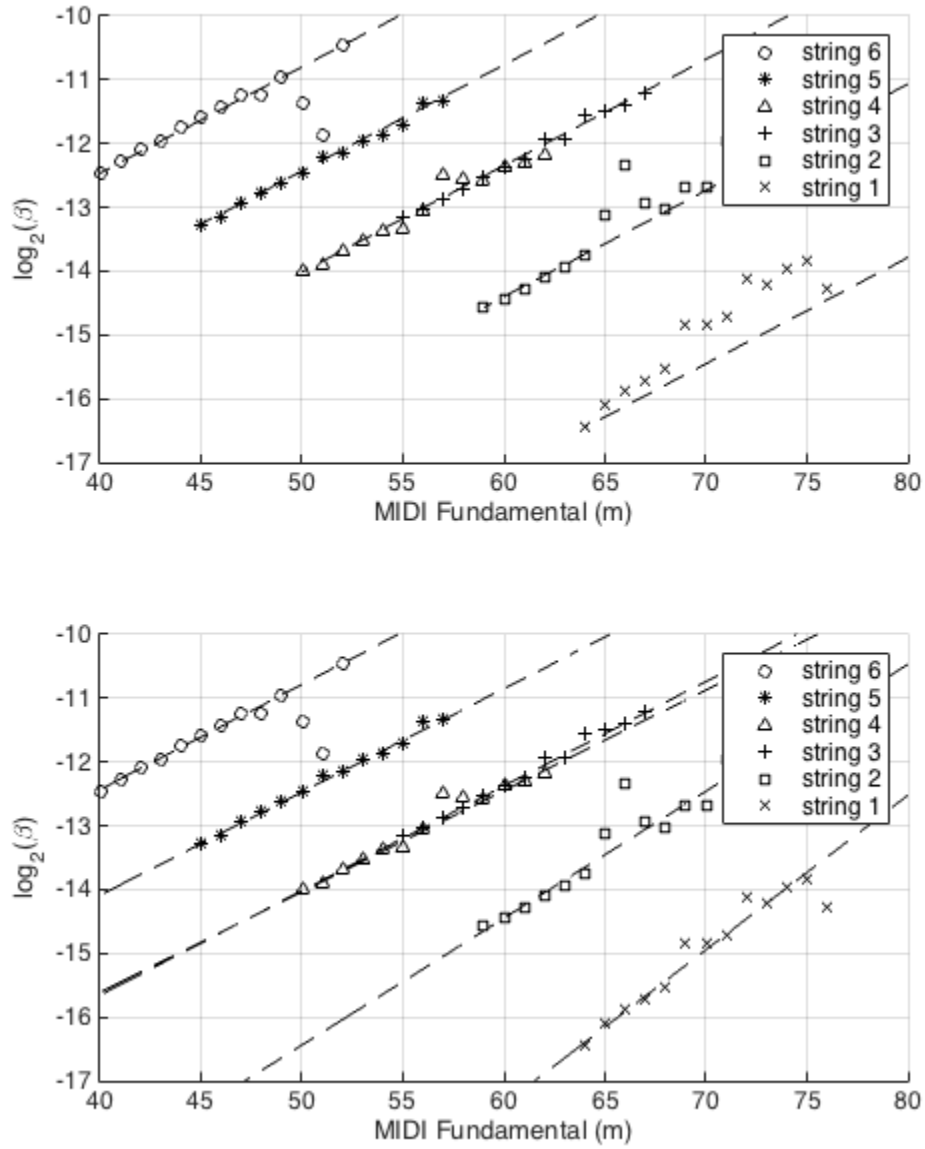 -10
-11
-12
-13
-14
-15
-16
-17
log₂(β)
string 6
string 5
string 4
string 3
string 2
string 1
40 45 50 55 60 65 70 75 80
MIDI Fundamental (m)
-10
-11
-12
-13
-14
-15
-16
-17
log₂(β)
string 6
string 5
string 4
string 3
string 2
string 1
40 45 50 55 60 65 70 75 80
MIDI Fundamental (m)